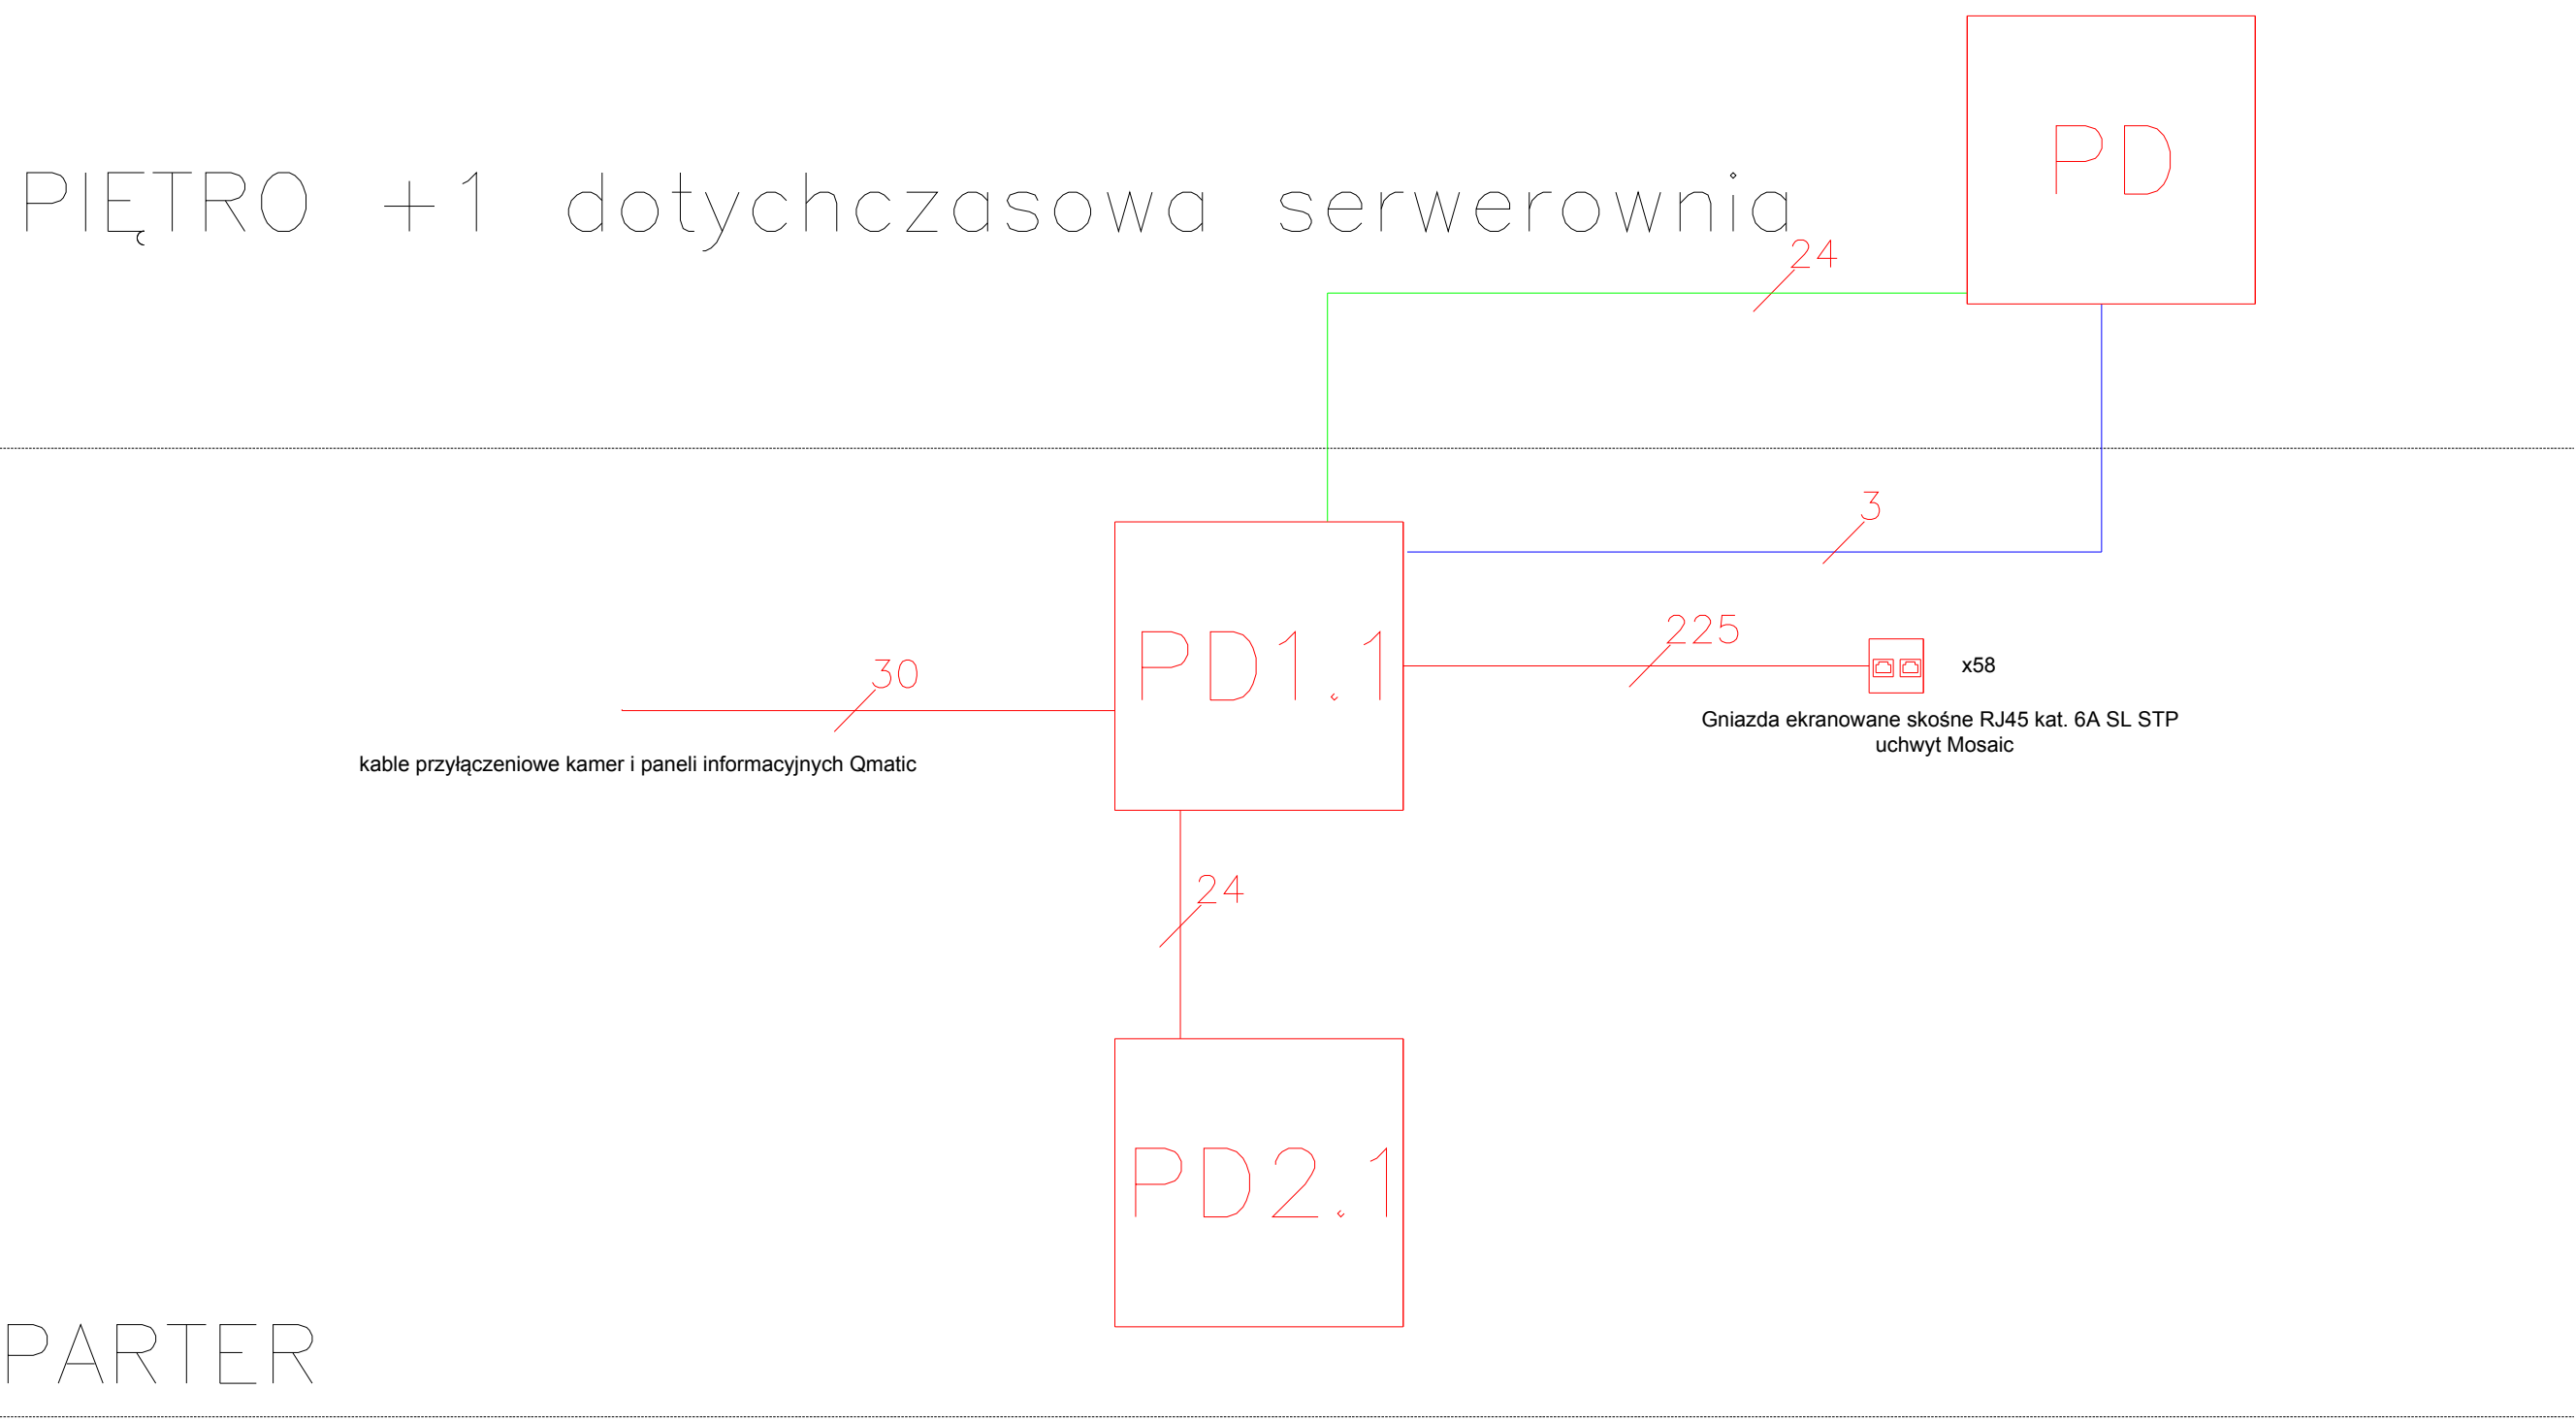 PD
PIĘTRO +1 dotychczasowa serwerownia
24
3
PD1.1
225
x58
30
Gniazda ekranowane skośne RJ45 kat. 6A SL STP
uchwyt Mosaic
kable przyłączeniowe kamer i paneli informacyjnych Qmatic
24
PD2.1
PARTER